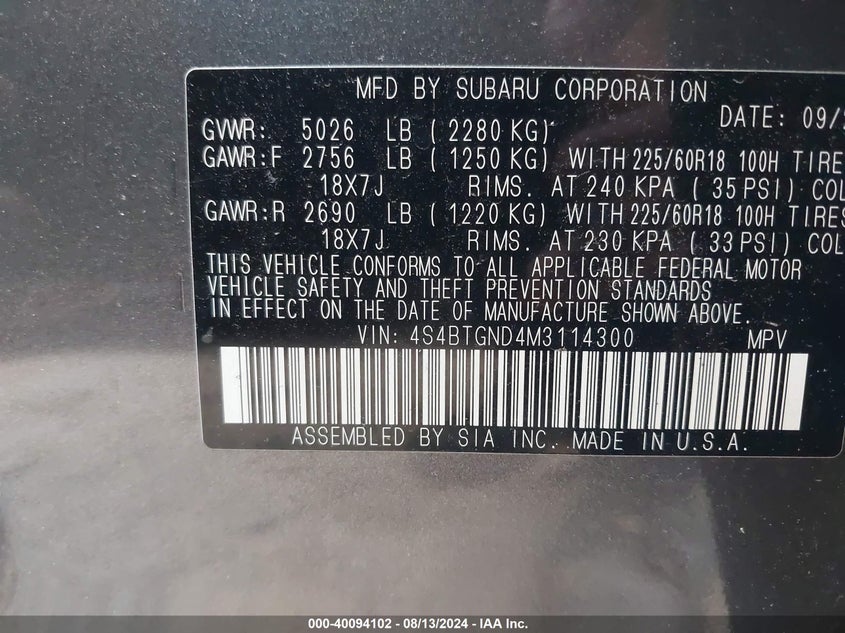 MFD BY SUBARU CORPORATION
DATE: 09/
GVWR: 5026 LB ( 2280 KG)
GAWR:F 2756 LB ( 1250 KG) WITH 225/60R18 100H TIRE
18X7J RIMS. AT 240 KPA ( 35 PSI) COL
GAWR:R 2690 LB ( 1220 KG) WITH 225/60R18 100H TIRES
18X7J RIMS. AT 230 KPA ( 33 PSI) COL
THIS VEHICLE CONFORMS TO ALL APPLICABLE FEDERAL MOTOR
VEHICLE SAFETY AND THEFT PREVENTION STANDARDS
IN EFFECT ON THE DATE OF MANUFACTURE SHOWN ABOVE.
VIN: 4S4BTGND4M3114300 MPV
ASSEMBLED BY SIA INC. MADE IN U.S.A.
000-40094102 - 08/13/2024 - IAA Inc.